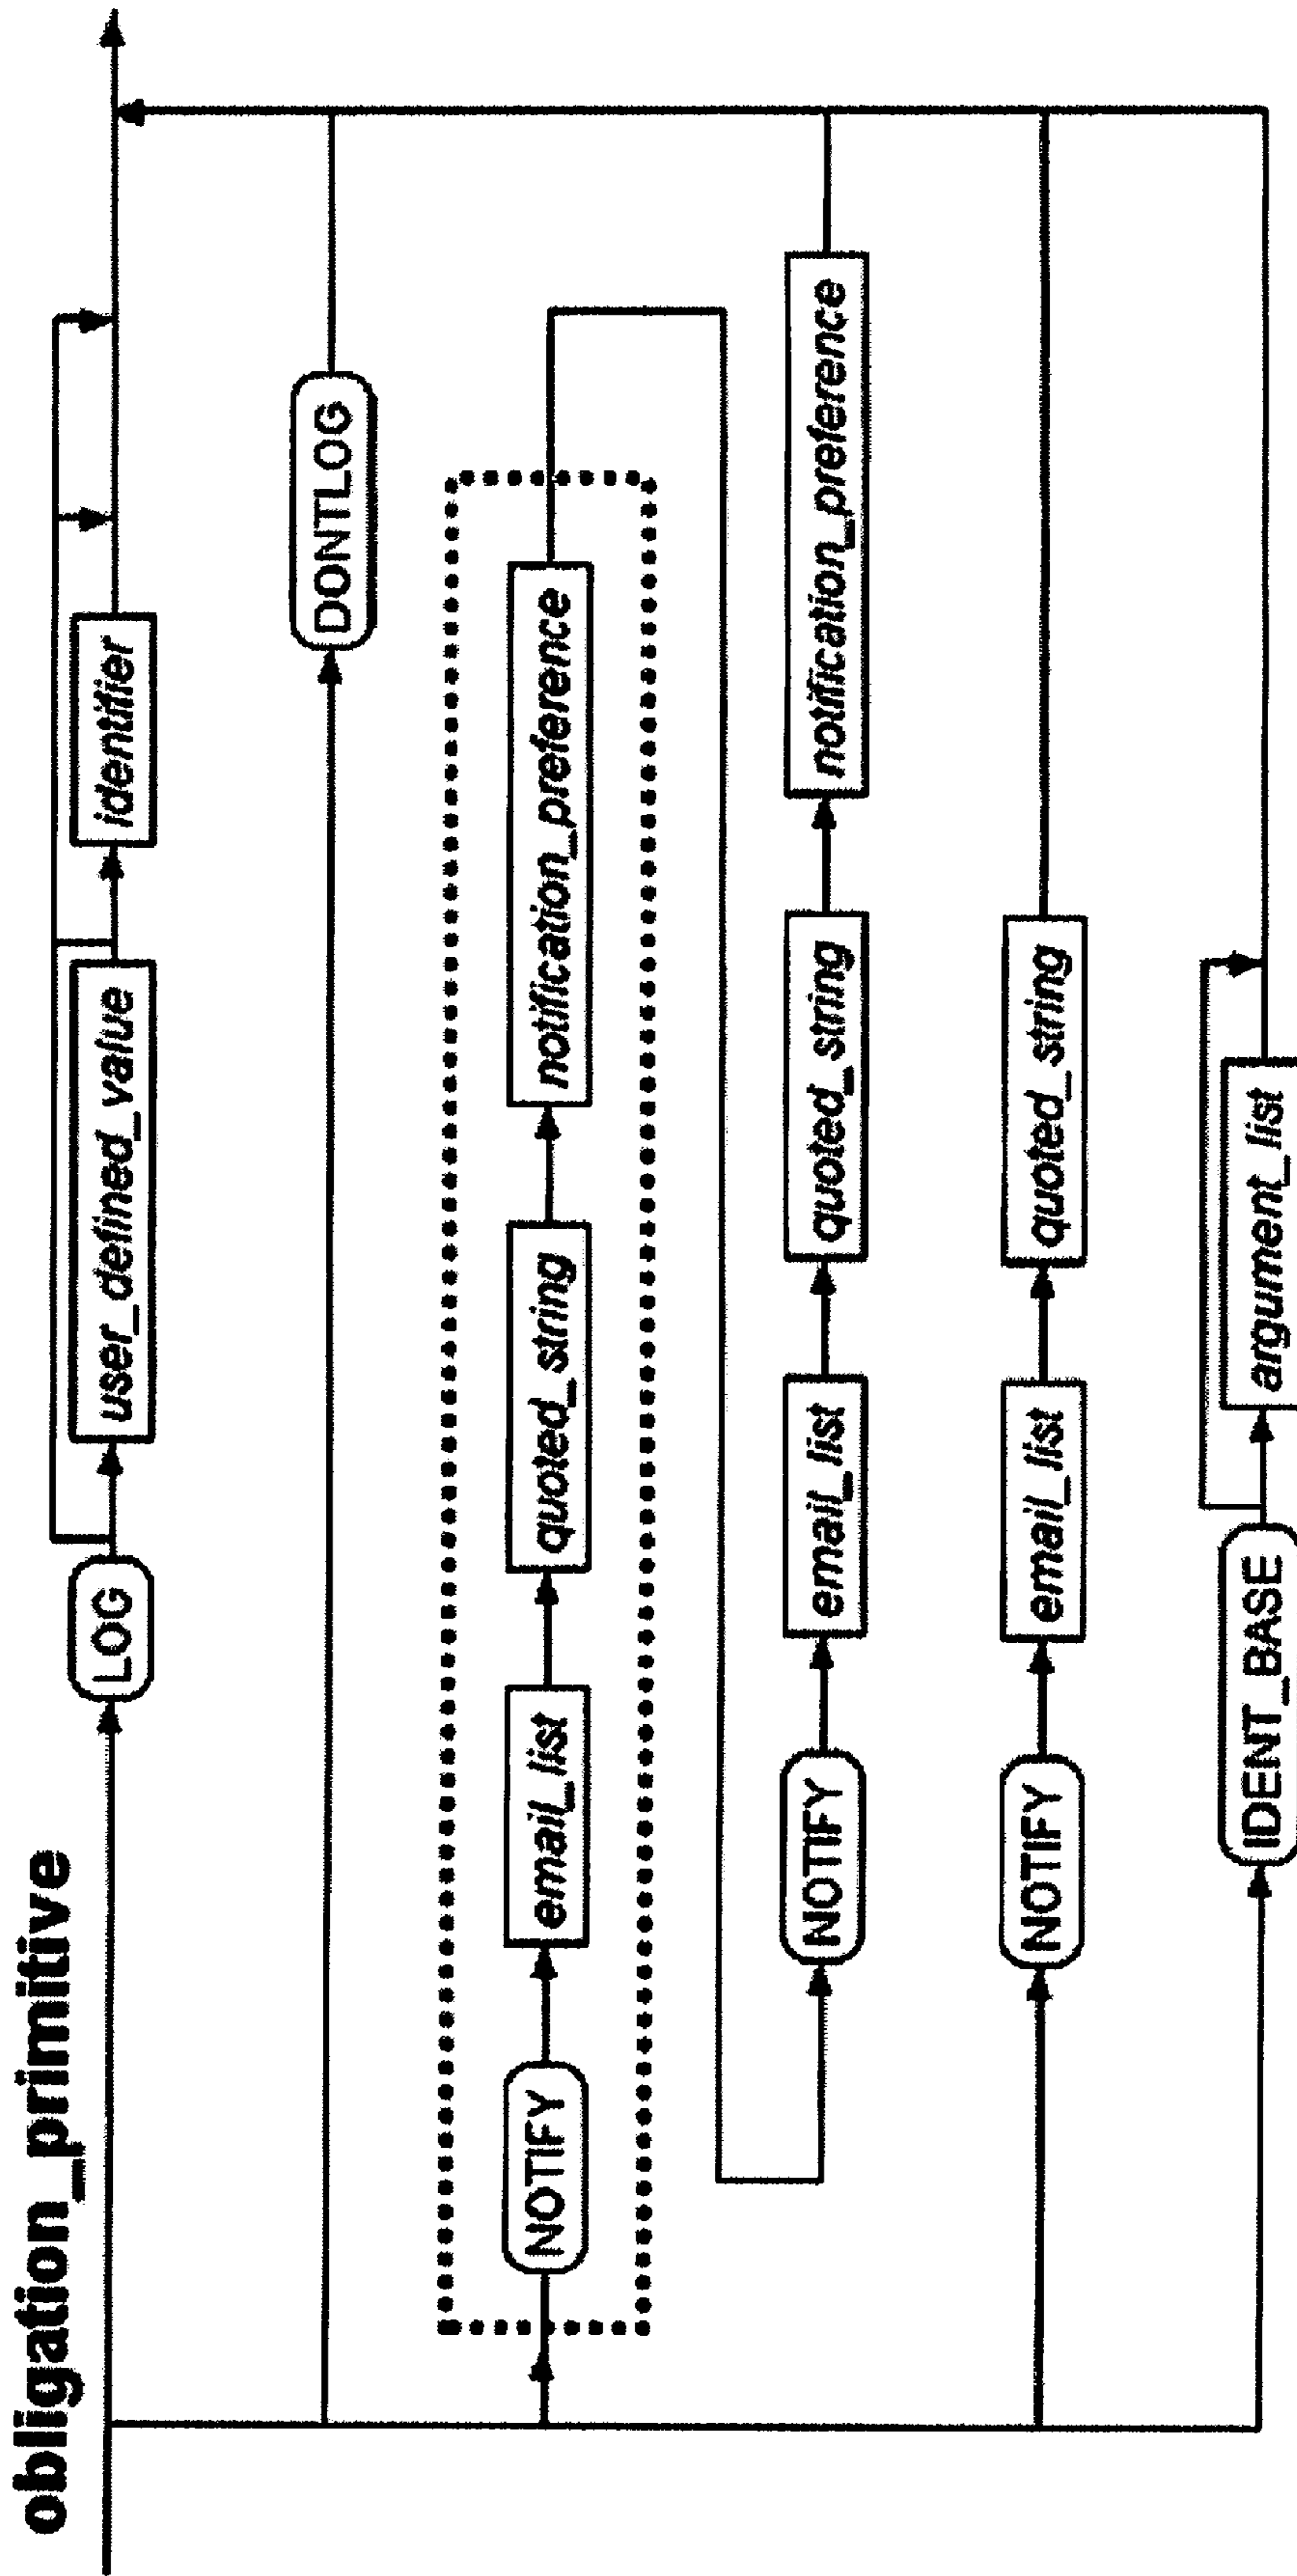 obligation_primitive
LOG user_defined_value identifier
DONTLOG
NOTIFY email_list quoted_string notification_preference
NOTIFY email_list quoted_string notification_preference
NOTIFY email_list quoted_string
IDENT_BASE argument_list